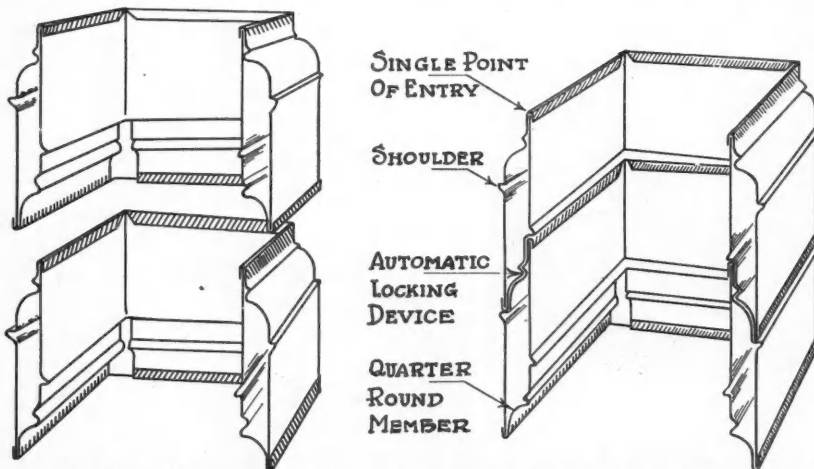 SINGLE POINT
OF ENTRY
SHOULDER
AUTOMATIC
LOCKING
DEVICE
QUARTER
ROUND
MEMBER